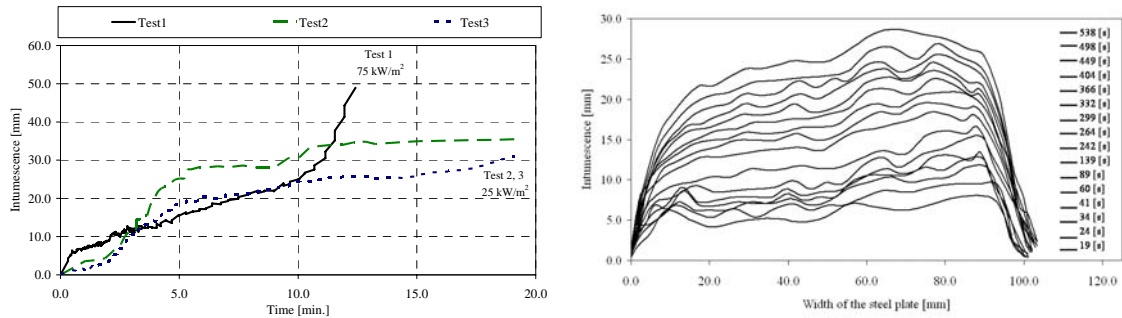 Test1 Test2 Test3
60.0
50.0
40.0
30.0
20.0
10.0
0.0
Intumescence [mm]
Test 1
75 kW/m²
Test 2, 3
25 kW/m²
0.0 5.0 10.0 15.0 20.0
Time [min.]
30.0
25.0
20.0
15.0
10.0
5.0
0.0
Intumescence [mm]
538 [s]
498 [s]
449 [s]
404 [s]
366 [s]
332 [s]
299 [s]
264 [s]
242 [s]
139 [s]
89 [s]
60 [s]
41 [s]
34 [s]
24 [s]
19 [s]
0.0 20.0 40.0 60.0 80.0 100.0 120.0
Width of the steel plate [mm]